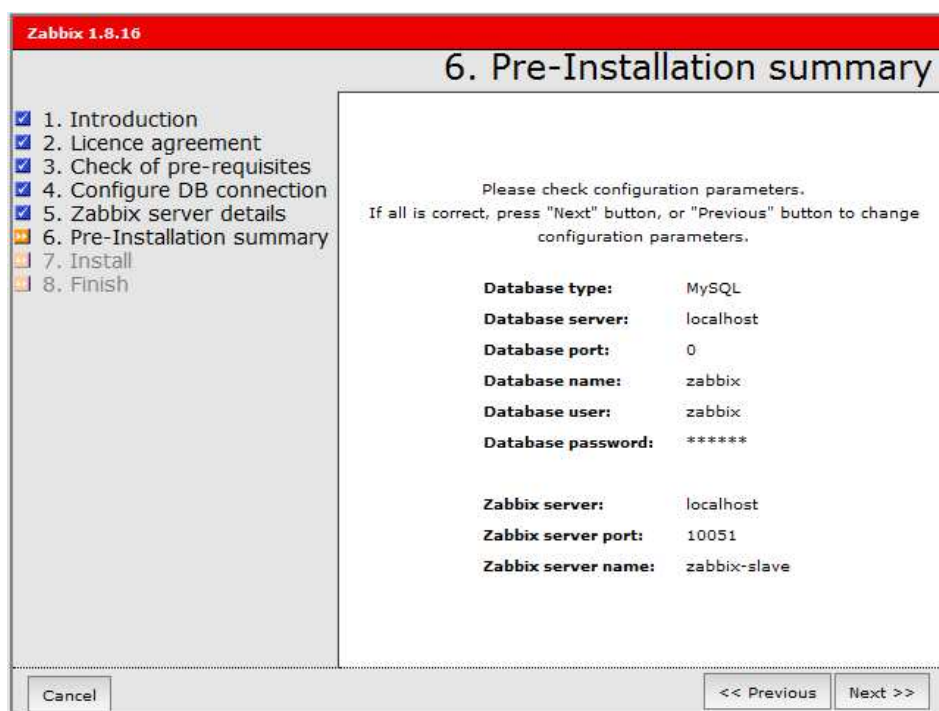 Zabbix 1.8.16
6. Pre-Installation summary
1. Introduction
2. Licence agreement
3. Check of pre-requisites
4. Configure DB connection
5. Zabbix server details
6. Pre-Installation summary
7. Install
8. Finish
Please check configuration parameters.
If all is correct, press "Next" button, or "Previous" button to change
configuration parameters.
Database type: MySQL
Database server: localhost
Database port: 0
Database name: zabbix
Database user: zabbix
Database password: ******
Zabbix server: localhost
Zabbix server port: 10051
Zabbix server name: zabbix-slave
Cancel
<< Previous
Next >>